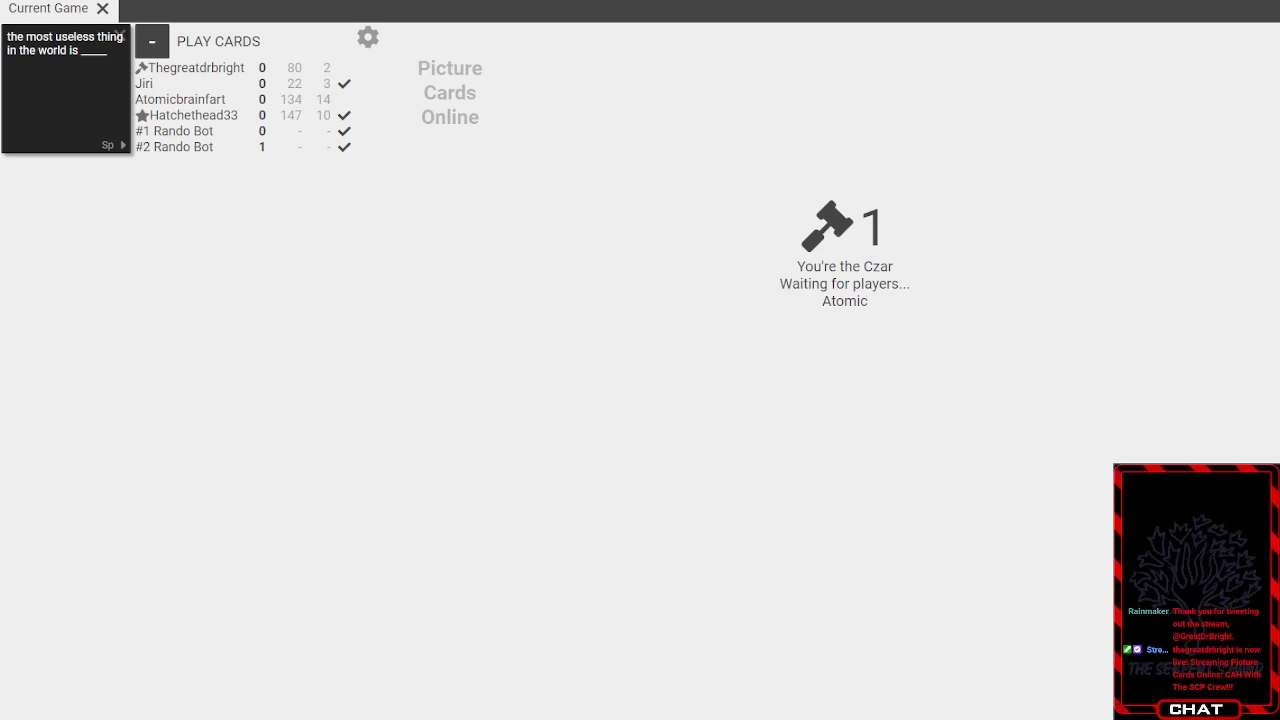 Current Game
the most useless thing
in the world is _____
Sp
- PLAY CARDS
Thegreatdrbright 0 80 2
Jiri 0 22 3
Atomicbrainfart 0 134 14
Hatchethead33 0 147 10
#1 Rando Bot 0 - -
#2 Rando Bot 1 - -
Picture
Cards
Online
1
You're the Czar
Waiting for players...
Atomic
Rainmaker Thank you for tweeting
out the stream,
@GreatDrBright.
Stre... thegreatdrbright is now
live! Streaming Picture
Cards Online: CAH With
The SCP Crew!!!
CHAT